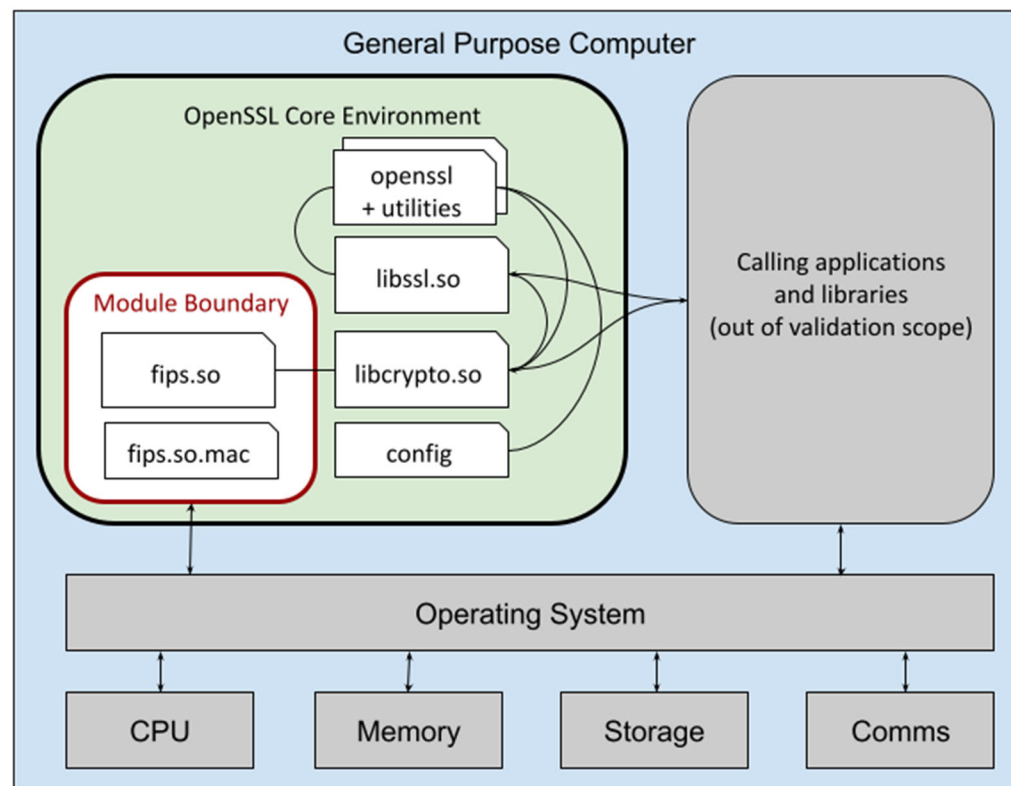 General Purpose Computer
OpenSSL Core Environment
openssl
+ utilities
libssl.so
Module Boundary
fips.so
libcrypto.so
fips.so.mac
config
Calling applications
and libraries
(out of validation scope)
Operating System
CPU
Memory
Storage
Comms